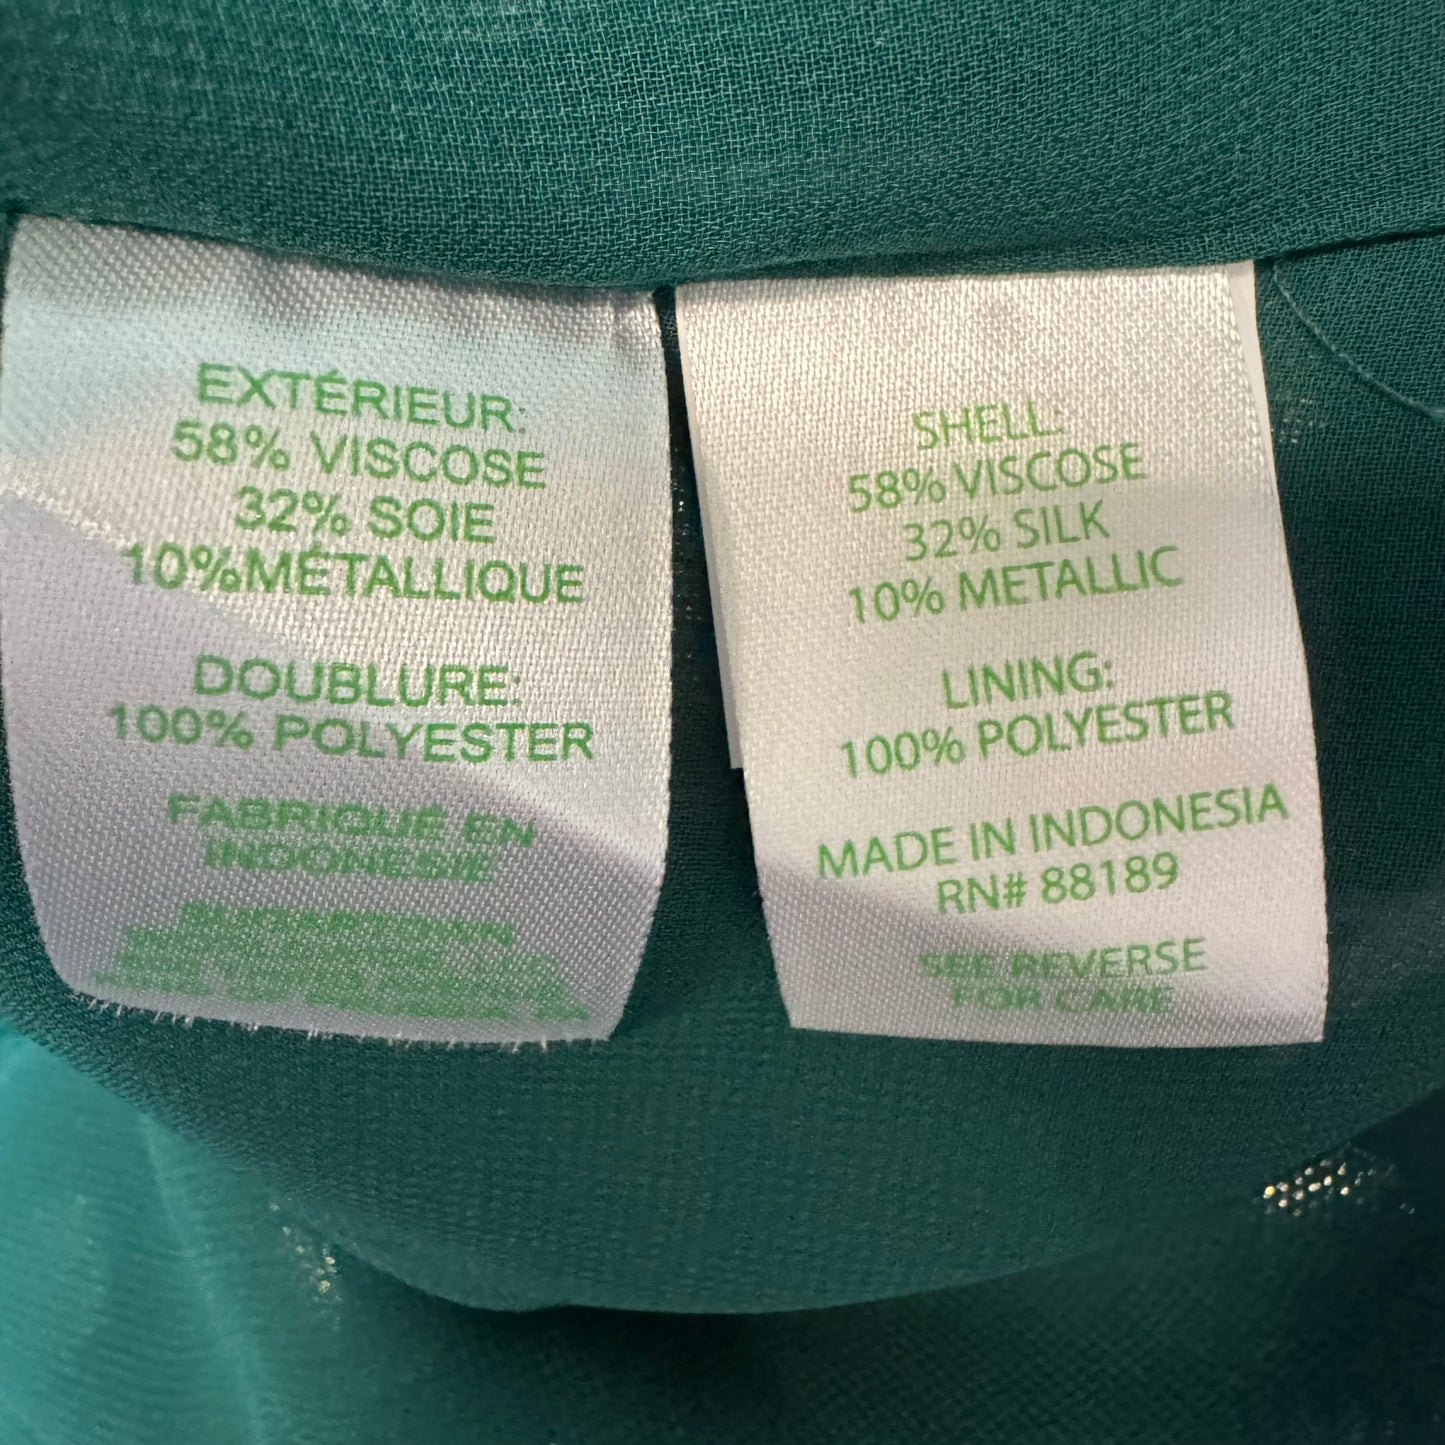 EXTÉRIEUR:
58% VISCOSE
32% SOIE
10%MÉTALLIQUE
DOUBLURE:
100% POLYESTER
FABRIQUÉ EN
INDONÉSIE
SHELL:
58% VISCOSE
32% SILK
10% METALLIC
LINING:
100% POLYESTER
MADE IN INDONESIA
RN# 88189
SEE REVERSE
FOR CARE